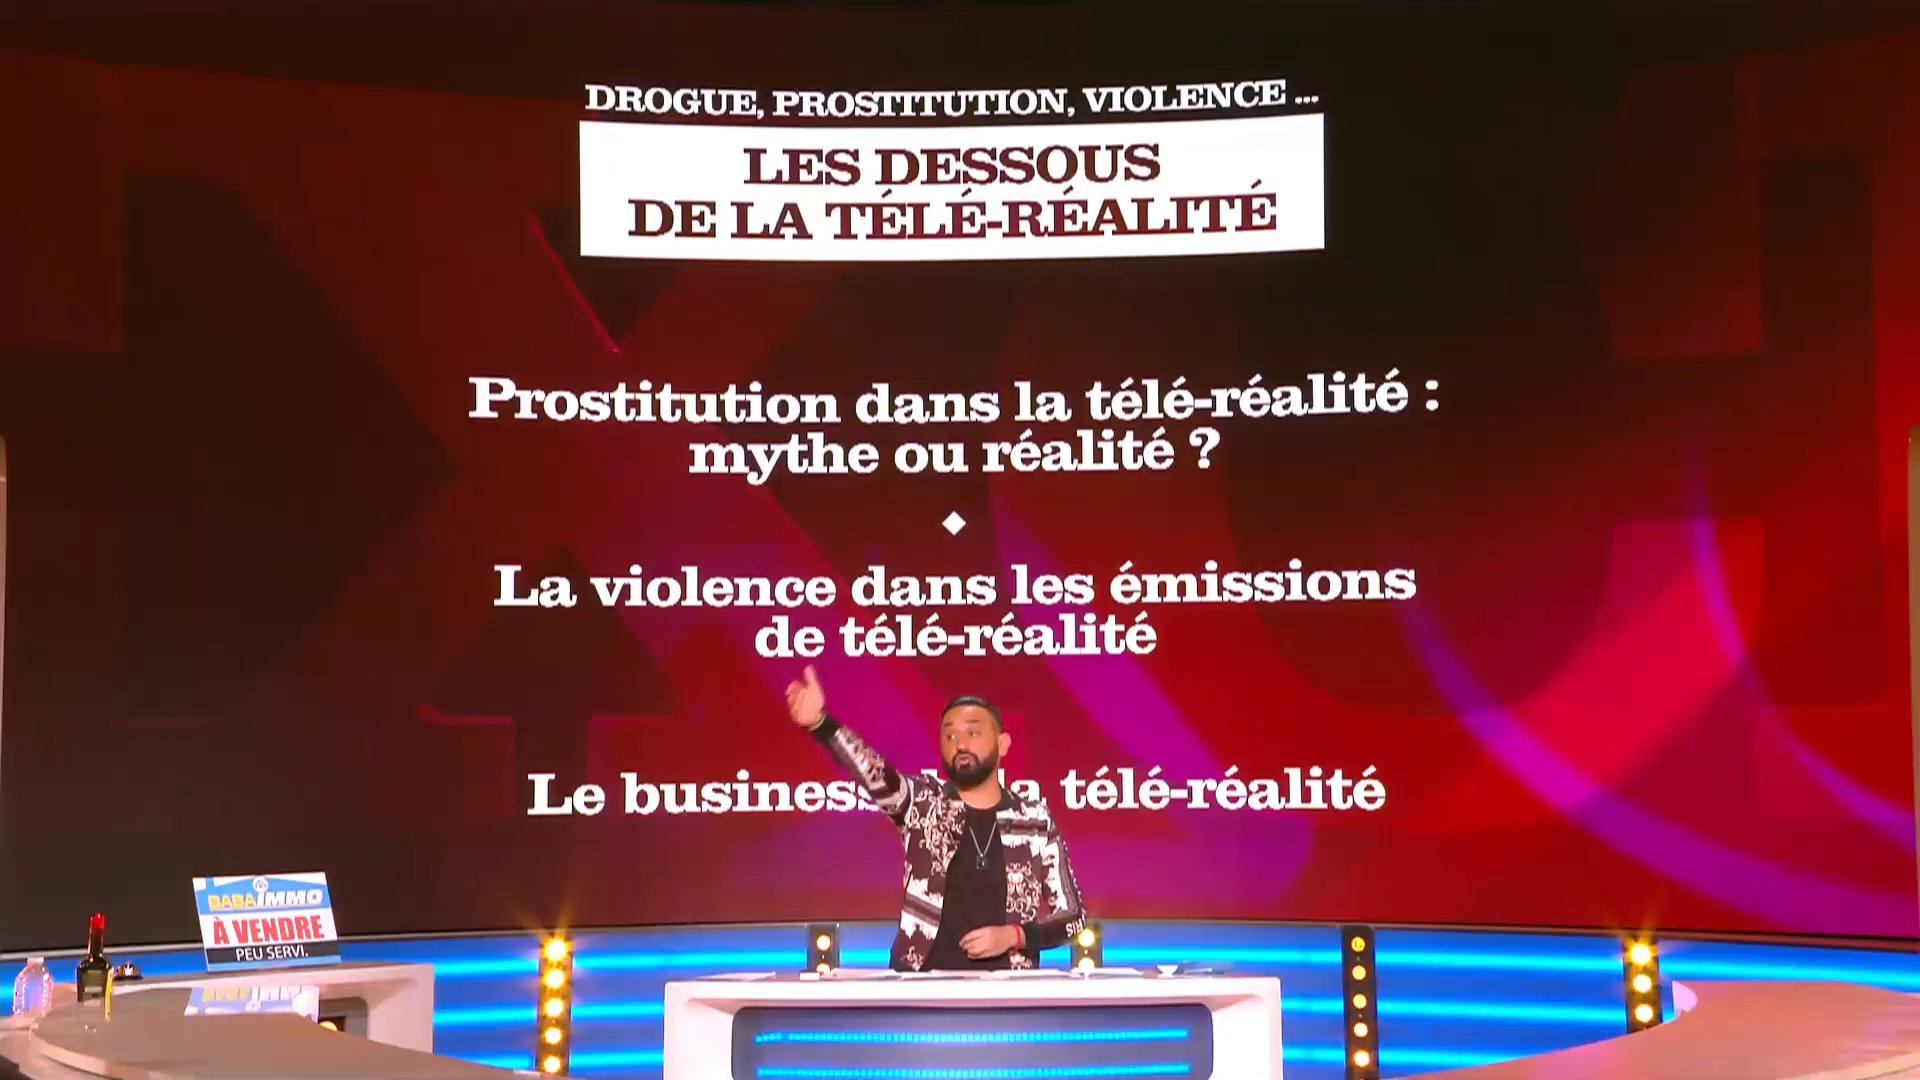 DROGUE, PROSTITUTION, VIOLENCE ...
LES DESSOUS
DE LA TÉLÉ-RÉALITÉ
Prostitution dans la télé-réalité :
mythe ou réalité ?
La violence dans les émissions
de télé-réalité
Le business la télé-réalité
BABA IMMO
À VENDRE
PEU SERVI.